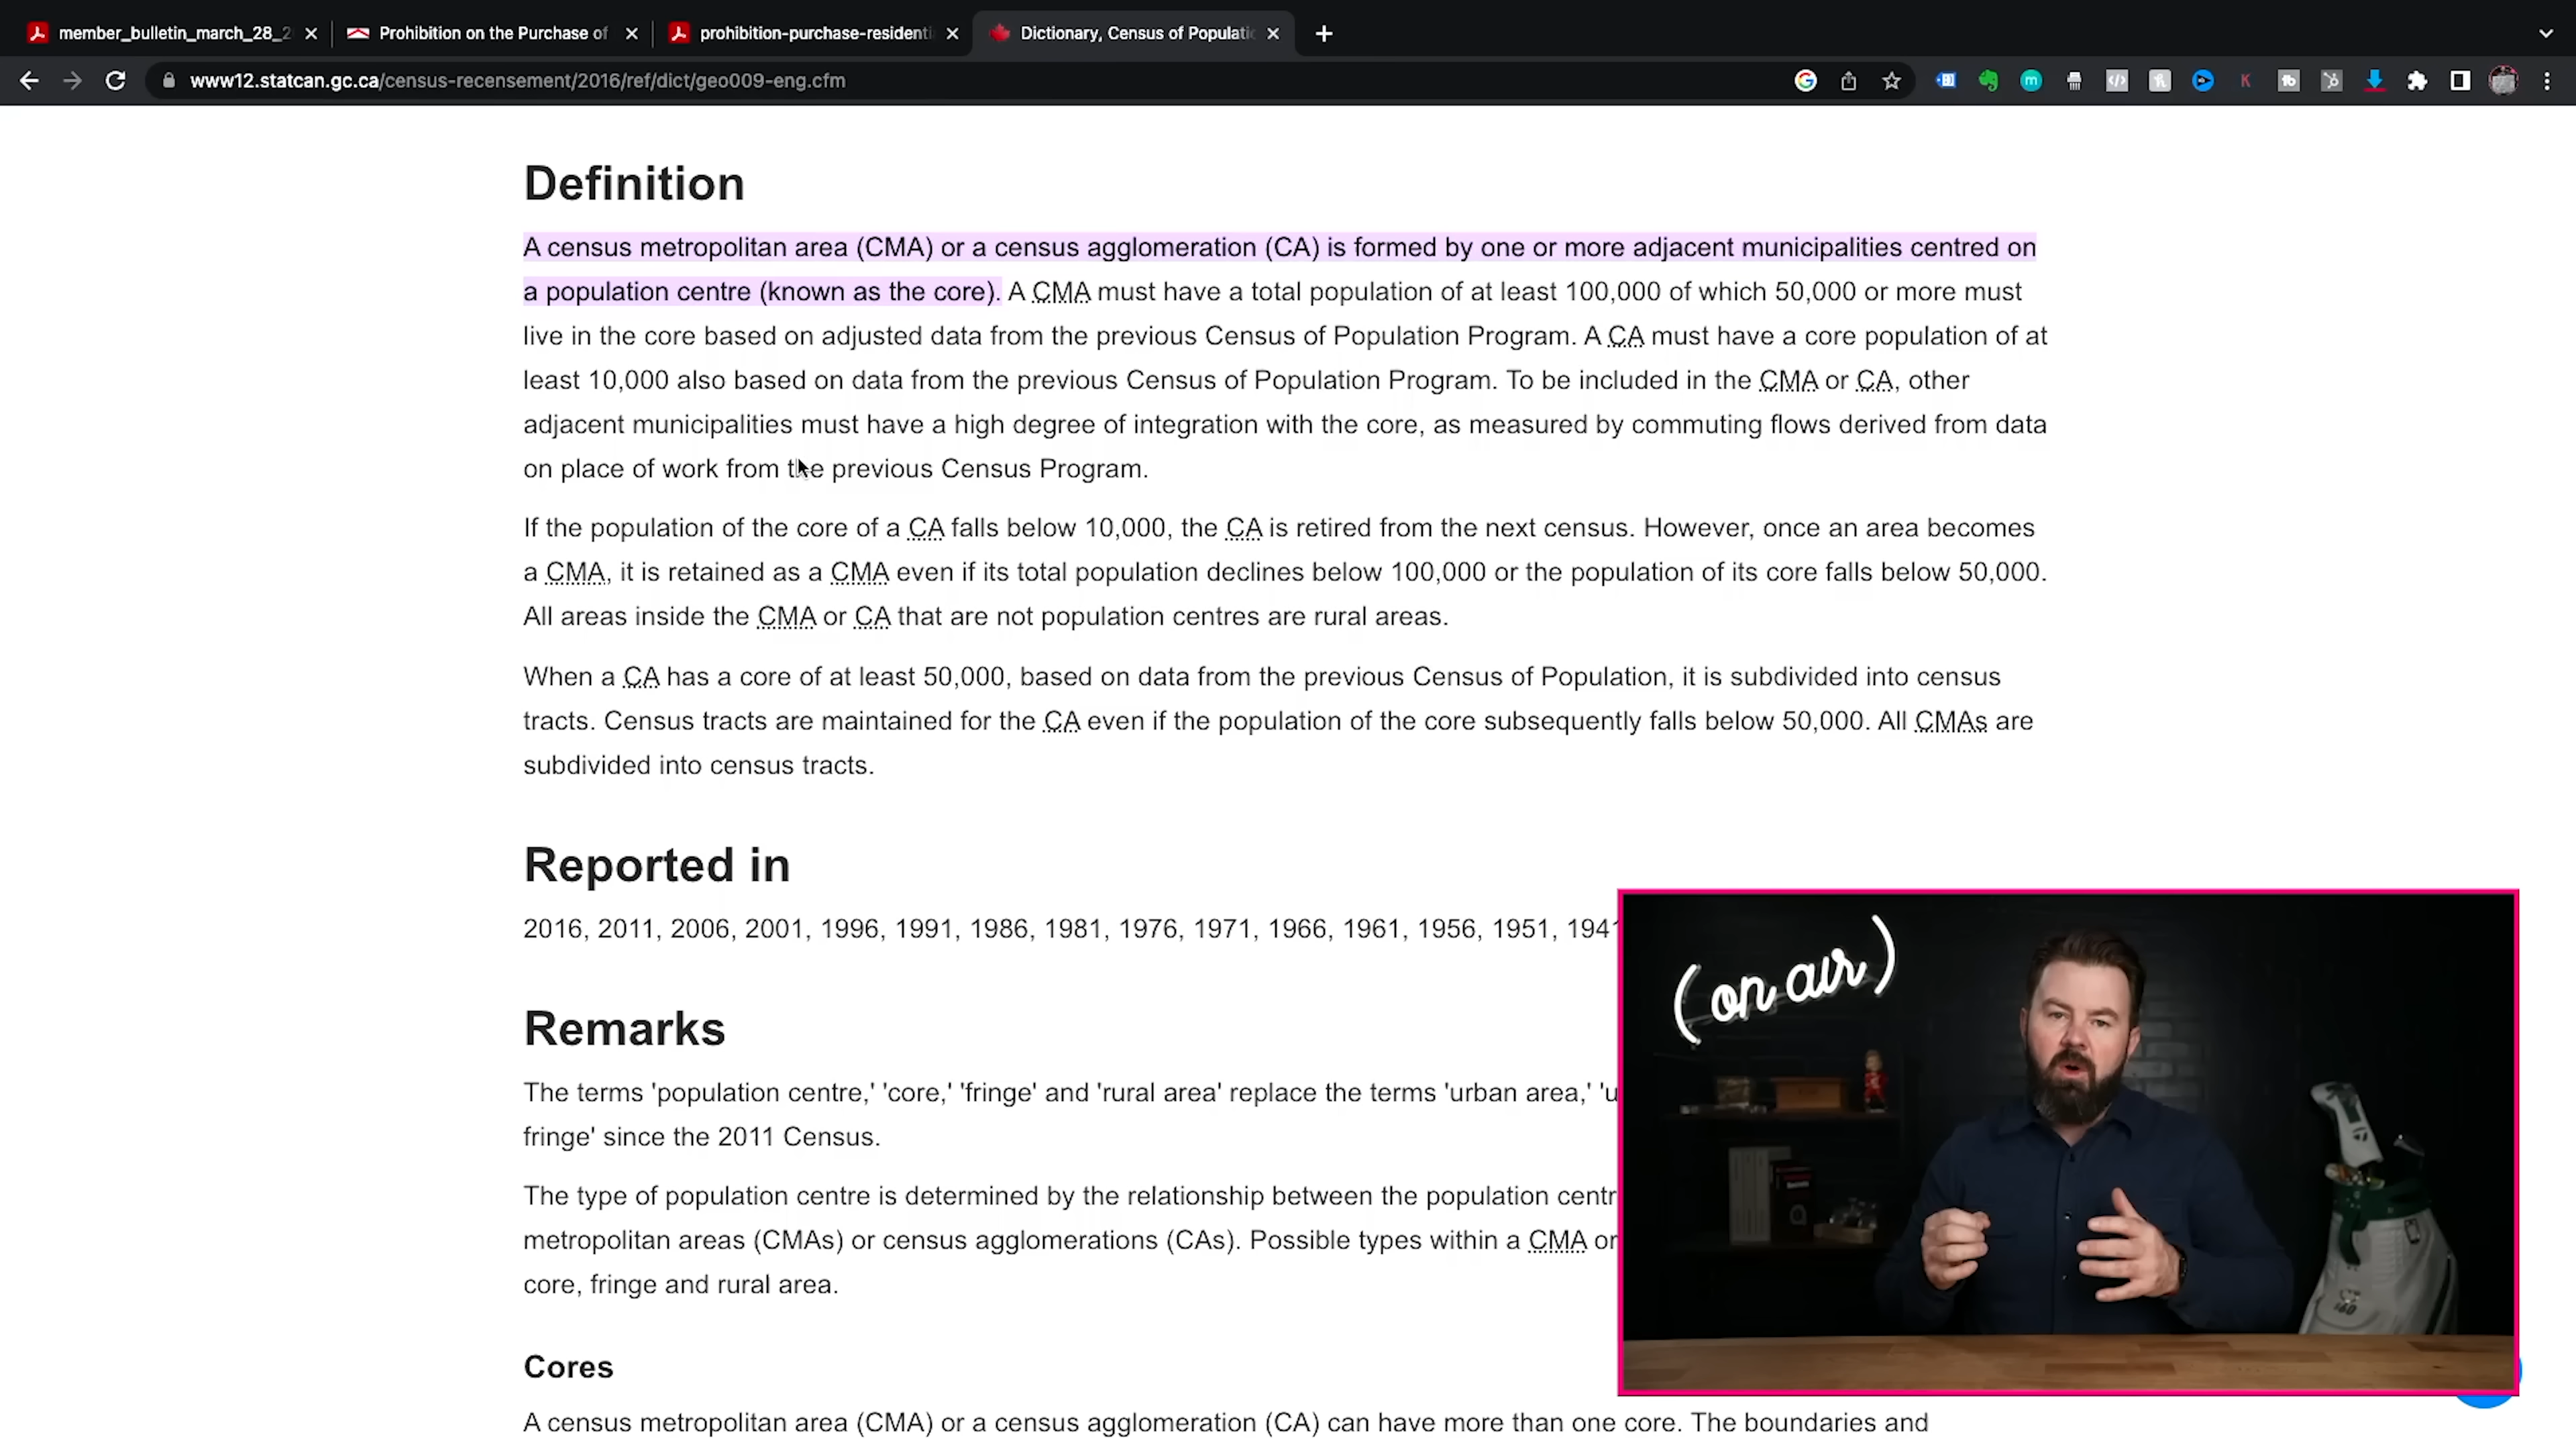 member_bulletin_march_28_2
Prohibition on the Purchase of
prohibition-purchase-residenti
Dictionary, Census of Populatio
www12.statcan.gc.ca/census-recensement/2016/ref/dict/geo009-eng.cfm
Definition
A census metropolitan area (CMA) or a census agglomeration (CA) is formed by one or more adjacent municipalities centred on
a population centre (known as the core). A CMA must have a total population of at least 100,000 of which 50,000 or more must
live in the core based on adjusted data from the previous Census of Population Program. A CA must have a core population of at
least 10,000 also based on data from the previous Census of Population Program. To be included in the CMA or CA, other
adjacent municipalities must have a high degree of integration with the core, as measured by commuting flows derived from data
on place of work from the previous Census Program.
If the population of the core of a CA falls below 10,000, the CA is retired from the next census. However, once an area becomes
a CMA, it is retained as a CMA even if its total population declines below 100,000 or the population of its core falls below 50,000.
All areas inside the CMA or CA that are not population centres are rural areas.
When a CA has a core of at least 50,000, based on data from the previous Census of Population, it is subdivided into census
tracts. Census tracts are maintained for the CA even if the population of the core subsequently falls below 50,000. All CMAs are
subdivided into census tracts.
Reported in
2016, 2011, 2006, 2001, 1996, 1991, 1986, 1981, 1976, 1971, 1966, 1961, 1956, 1951, 1941
(on air)
Remarks
The terms 'population centre,' 'core,' 'fringe' and 'rural area' replace the terms 'urban area,' 'u
fringe' since the 2011 Census.
The type of population centre is determined by the relationship between the population centr
metropolitan areas (CMAs) or census agglomerations (CAs). Possible types within a CMA or
core, fringe and rural area.
Cores
A census metropolitan area (CMA) or a census agglomeration (CA) can have more than one core. The boundaries and